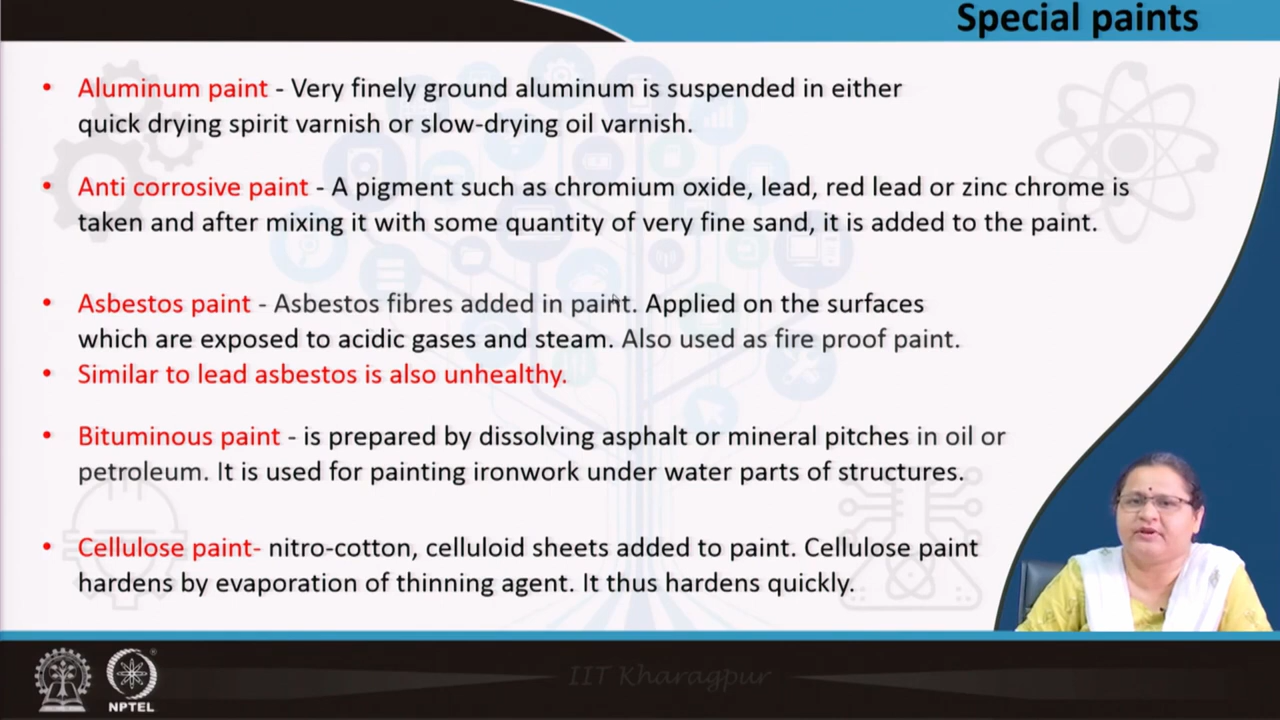 Special paints
• Aluminum paint - Very finely ground aluminum is suspended in either
quick drying spirit varnish or slow-drying oil varnish.
• Anti corrosive paint - A pigment such as chromium oxide, lead, red lead or zinc chrome is
taken and after mixing it with some quantity of very fine sand, it is added to the paint.
• Asbestos paint - Asbestos fibres added in paint. Applied on the surfaces
which are exposed to acidic gases and steam. Also used as fire proof paint.
• Similar to lead asbestos is also unhealthy.
• Bituminous paint - is prepared by dissolving asphalt or mineral pitches in oil or
petroleum. It is used for painting ironwork under water parts of structures.
• Cellulose paint- nitro-cotton, celluloid sheets added to paint. Cellulose paint
hardens by evaporation of thinning agent. It thus hardens quickly.
IIT Kharagpur
NPTEL